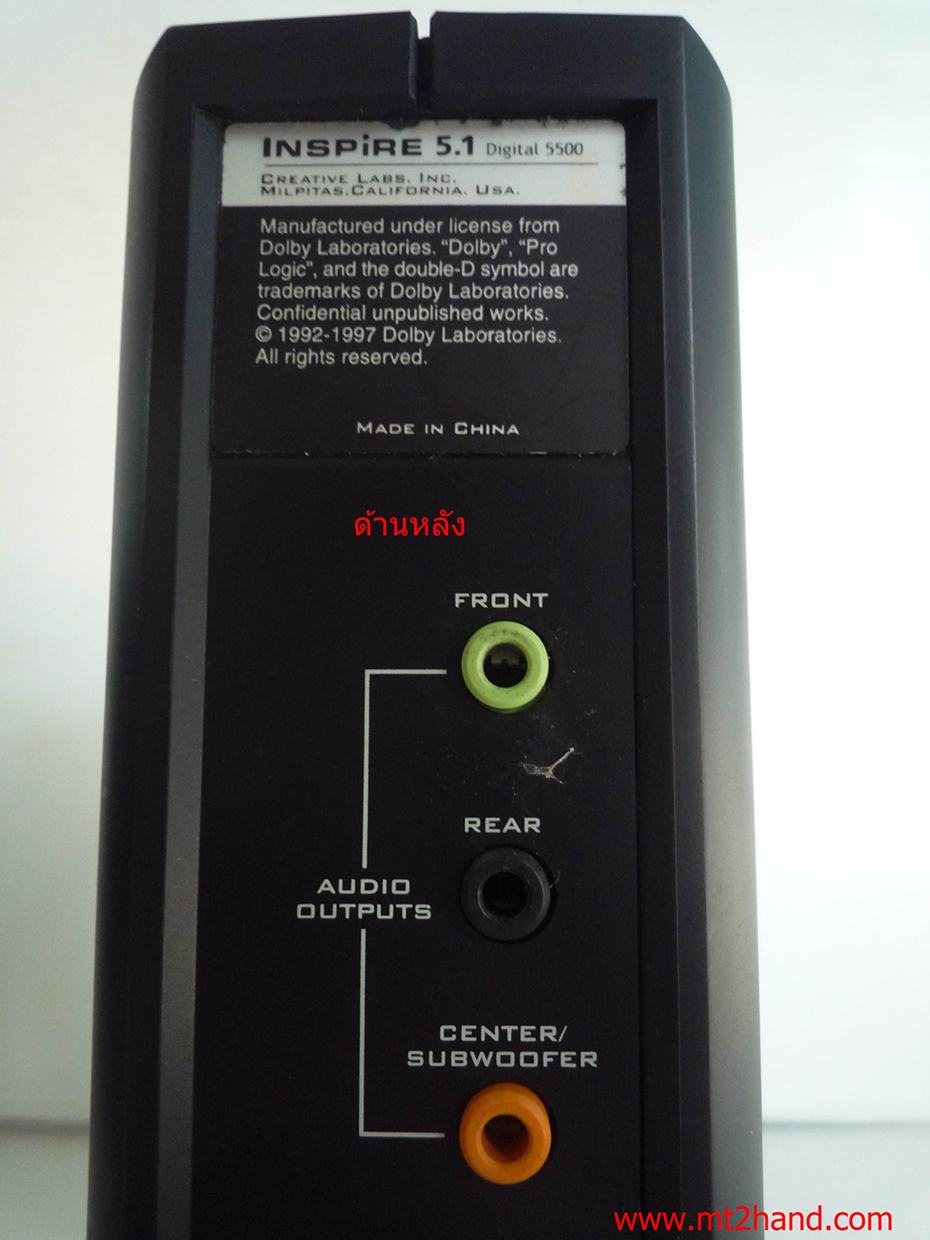 INSPiRE 5.1 Digital 5500
CREATIVE LABS, INC.
MILPITAS, CALIFORNIA, USA.
Manufactured under license from
Dolby Laboratories. “Dolby”, “Pro
Logic”, and the double-D symbol are
trademarks of Dolby Laboratories.
Confidential unpublished works.
© 1992-1997 Dolby Laboratories.
All rights reserved.
MADE IN CHINA
ด้านหลัง
FRONT
REAR
AUDIO
OUTPUTS
CENTER/
SUBWOOFER
www.mt2hand.com